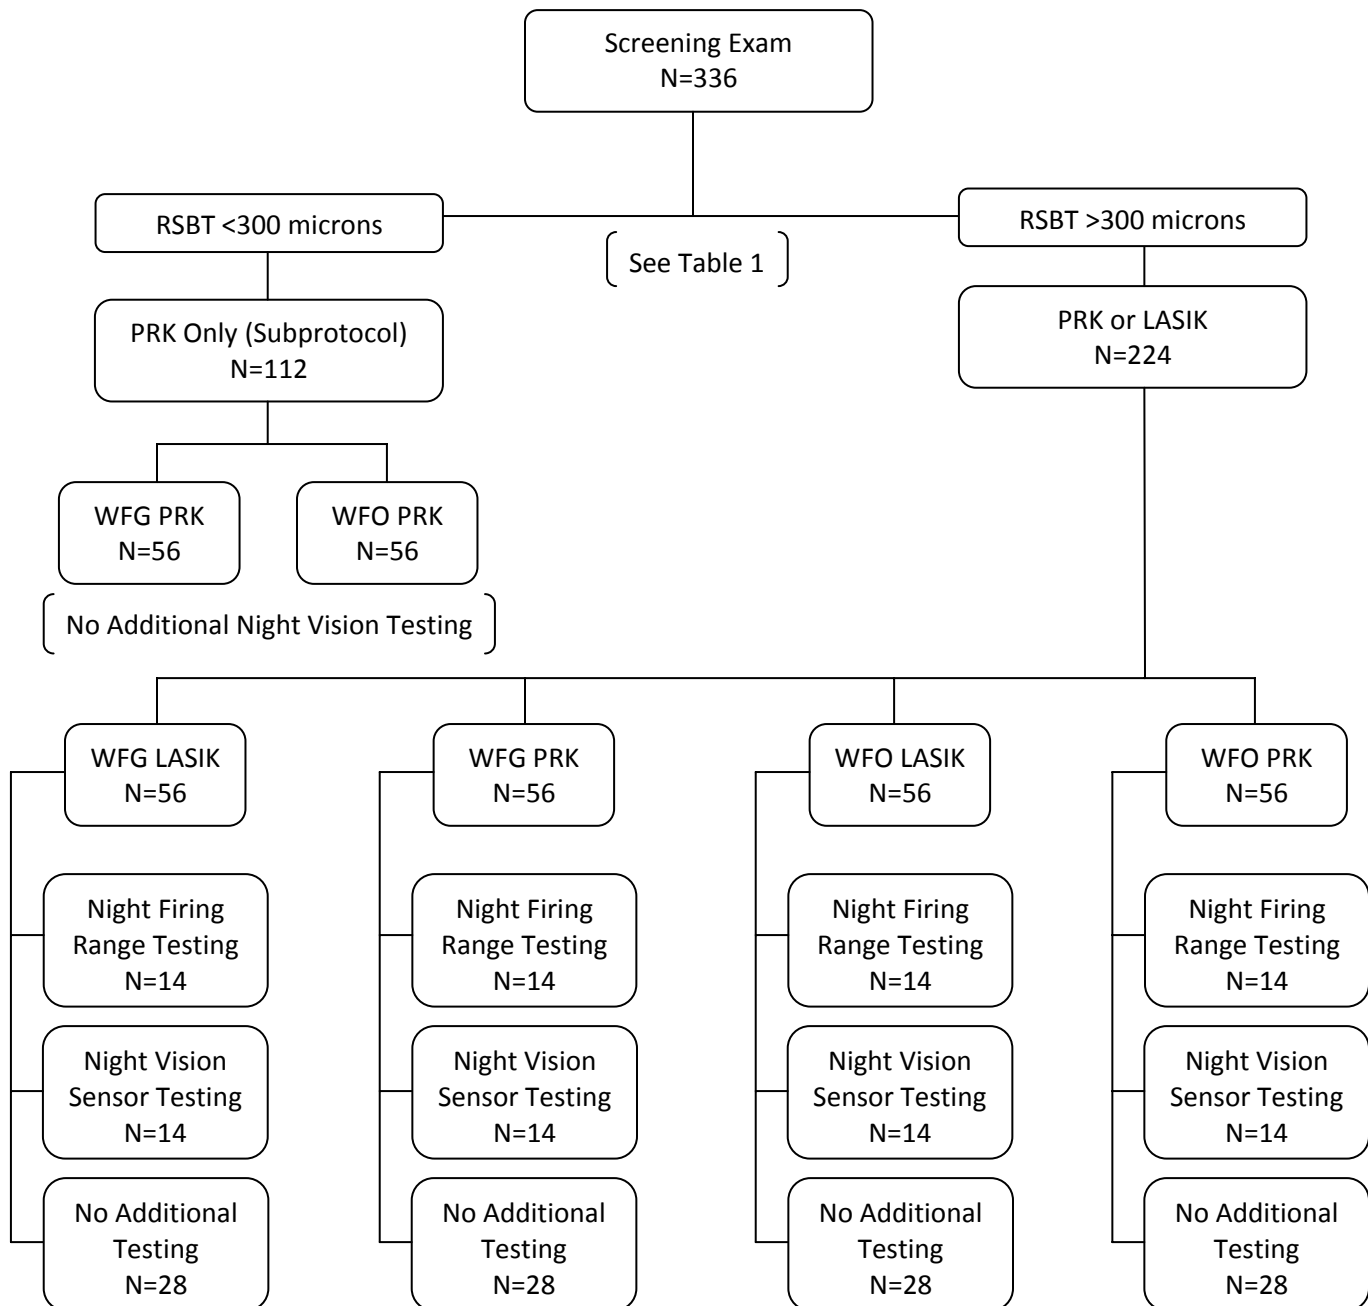 Screening Exam
N=336
RSBT <300 microns
RSBT >300 microns
See Table 1
PRK Only (Subprotocol)
N=112
PRK or LASIK
N=224
WFG PRK
N=56
WFO PRK
N=56
No Additional Night Vision Testing
WFG LASIK
N=56
WFG PRK
N=56
WFO LASIK
N=56
WFO PRK
N=56
Night Firing
Range Testing
N=14
Night Firing
Range Testing
N=14
Night Firing
Range Testing
N=14
Night Firing
Range Testing
N=14
Night Vision
Sensor Testing
N=14
Night Vision
Sensor Testing
N=14
Night Vision
Sensor Testing
N=14
Night Vision
Sensor Testing
N=14
No Additional
Testing
N=28
No Additional
Testing
N=28
No Additional
Testing
N=28
No Additional
Testing
N=28